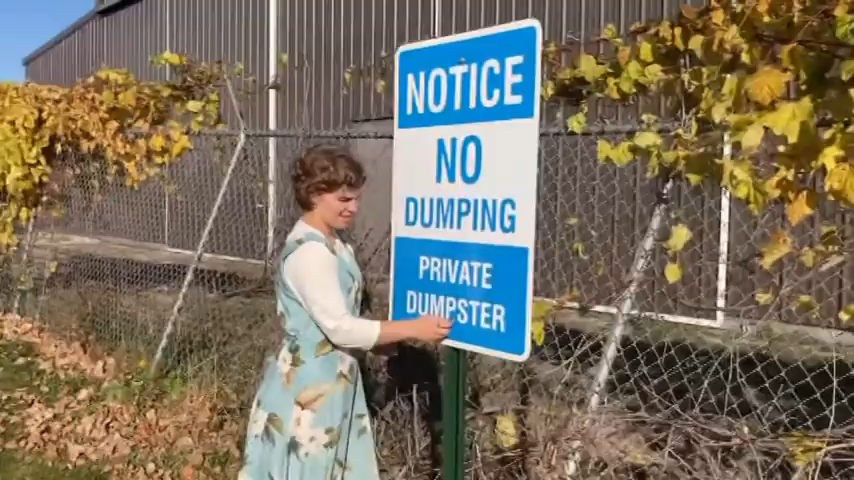 NOTICE
NO
DUMPING
PRIVATE
DUMPSTER